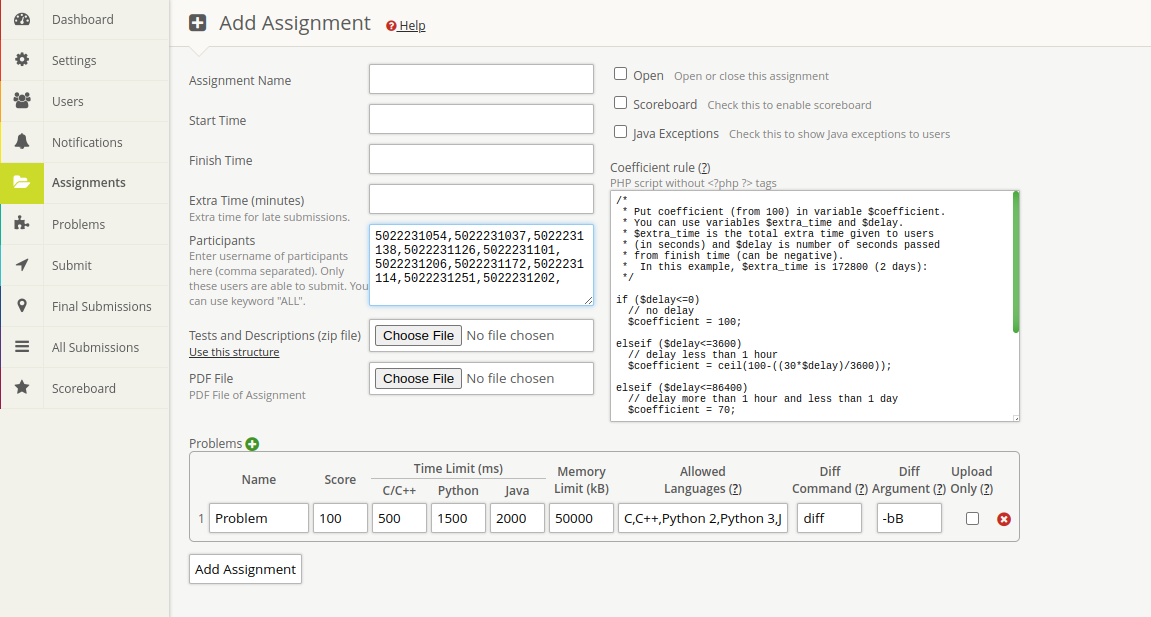 Dashboard
Settings
Users
Notifications
Assignments
Problems
Submit
Final Submissions
All Submissions
Scoreboard
Add Assignment
Help
Assignment Name
Start Time
Finish Time
Extra Time (minutes)
Extra time for late submissions.
Participants
Enter username of participants
here (comma separated). Only
these users are able to submit. You
can use keyword "ALL".
5022231054,5022231037,5022231
138,5022231126,5022231101,
5022231206,5022231172,5022231
114,5022231251,5022231202,
Tests and Descriptions (zip file)
Use this structure
Choose File No file chosen
PDF File
PDF File of Assignment
Choose File No file chosen
Open Open or close this assignment
Scoreboard Check this to enable scoreboard
Java Exceptions Check this to show Java exceptions to users
Coefficient rule (?)
PHP script without <?php ?> tags
/*
* Put coefficient (from 100) in variable $coefficient.
* You can use variables $extra_time and $delay.
* $extra_time is the total extra time given to users
* (in seconds) and $delay is number of seconds passed
* from finish time (can be negative).
*  In this example, $extra_time is 172800 (2 days):
*/
if ($delay<=0)
// no delay
$coefficient = 100;
elseif ($delay<=3600)
// delay less than 1 hour
$coefficient = ceil(100-((30*$delay)/3600));
elseif ($delay<=86400)
// delay more than 1 hour and less than 1 day
$coefficient = 70;
Problems
Name
Score
Time Limit (ms)
C/C++ Python Java
Memory
Limit (kB)
Allowed
Languages (?)
Diff
Command (?)
Diff
Argument (?)
Upload
Only (?)
1 Problem 100 500 1500 2000 50000 C,C++,Python 2,Python 3,J diff -bB
Add Assignment